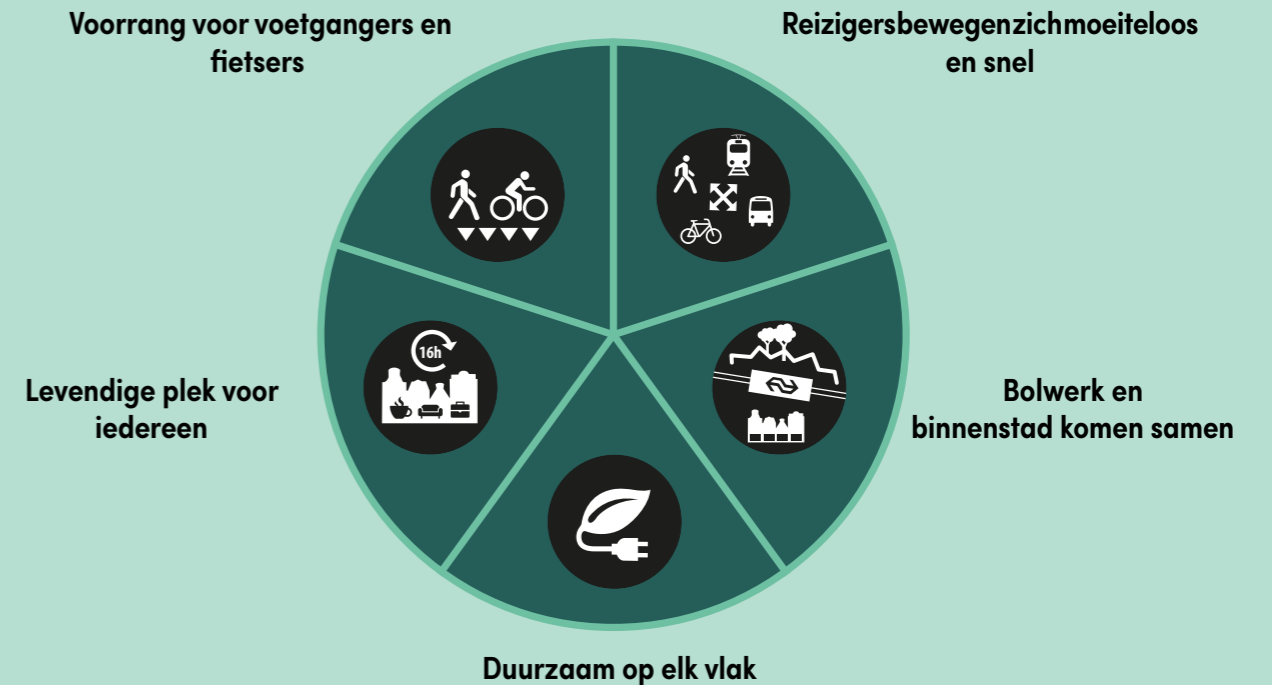 Voorrang voor voetgangers en
fietsers
Reizigersbewegenzichmoeiteloos
en snel
16h
Levendige plek voor
iedereen
Bolwerk en
binnenstad komen samen
Duurzaam op elk vlak